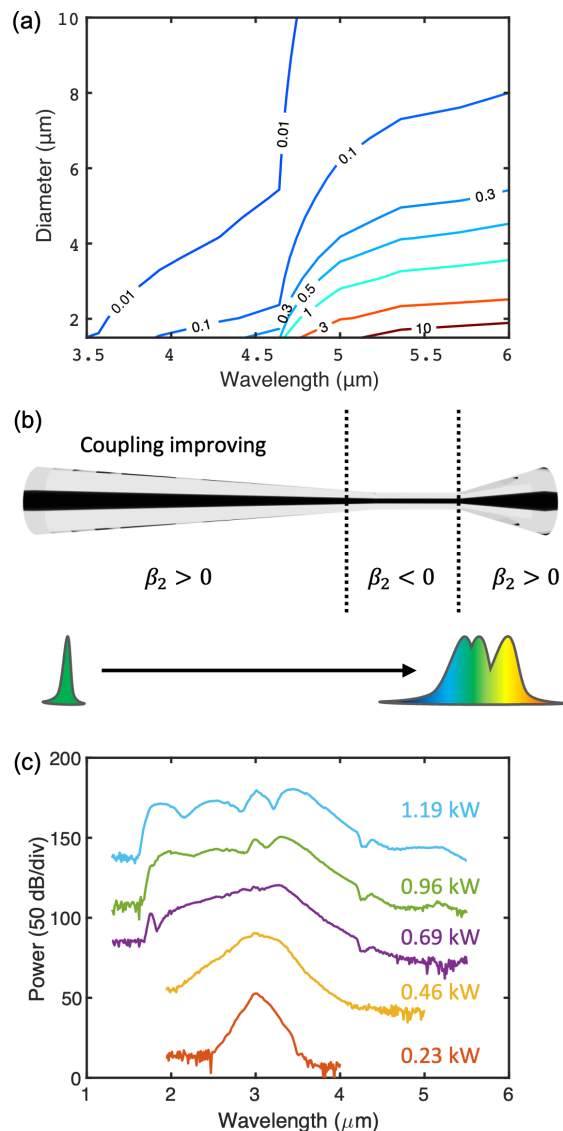 (a)
10
8
6
4
2
Diameter (μm)
0.01
0.01
0.1
0.1
0.3
0.3
0.5
1
3
10
3.5 4 4.5 5 5.5 6
Wavelength (μm)
(b)
Coupling improving
β₂ > 0
β₂ < 0
β₂ > 0
(c)
200
150
100
50
0
Power (50 dB/div)
1.19 kW
0.96 kW
0.69 kW
0.46 kW
0.23 kW
1 2 3 4 5 6
Wavelength (μm)